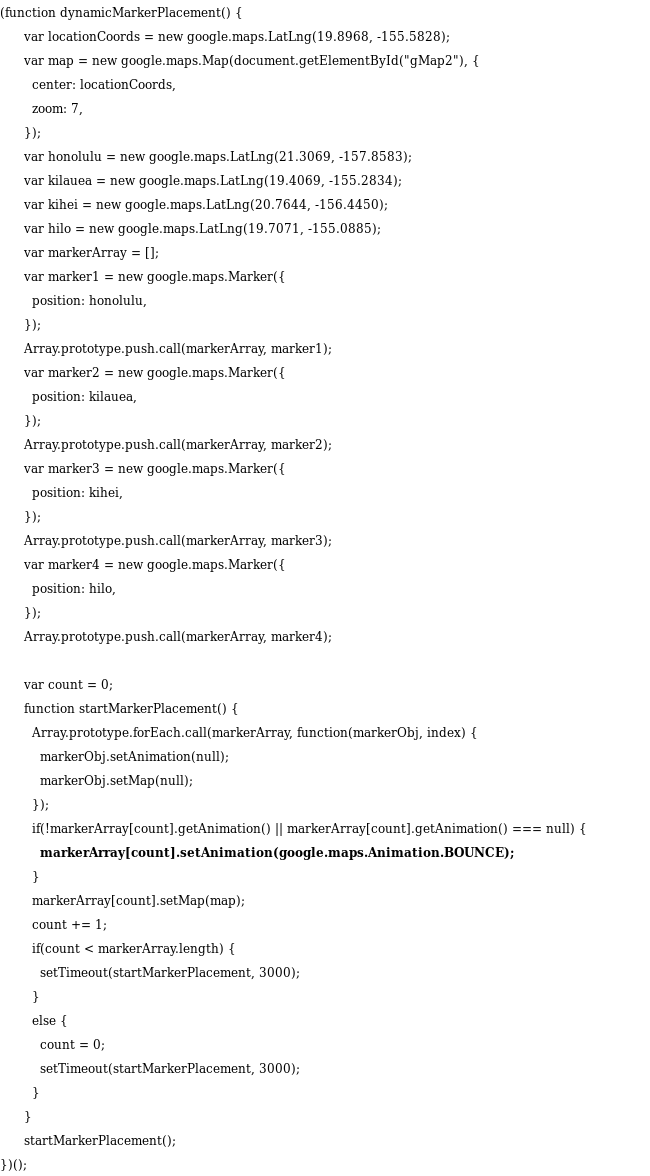 (function dynamicMarkerPlacement() {
var locationCoords = new google.maps.LatLng(19.8968, -155.5828);
var map = new google.maps.Map(document.getElementById("gMap2"), {
center: locationCoords,
zoom: 7,
});
var honolulu = new google.maps.LatLng(21.3069, -157.8583);
var kilauea = new google.maps.LatLng(19.4069, -155.2834);
var kihei = new google.maps.LatLng(20.7644, -156.4450);
var hilo = new google.maps.LatLng(19.7071, -155.0885);
var markerArray = [];
var marker1 = new google.maps.Marker({
position: honolulu,
});
Array.prototype.push.call(markerArray, marker1);
var marker2 = new google.maps.Marker({
position: kilauea,
});
Array.prototype.push.call(markerArray, marker2);
var marker3 = new google.maps.Marker({
position: kihei,
});
Array.prototype.push.call(markerArray, marker3);
var marker4 = new google.maps.Marker({
position: hilo,
});
Array.prototype.push.call(markerArray, marker4);
var count = 0;
function startMarkerPlacement() {
Array.prototype.forEach.call(markerArray, function(markerObj, index) {
markerObj.setAnimation(null);
markerObj.setMap(null);
});
if(!markerArray[count].getAnimation() || markerArray[count].getAnimation() === null) {
markerArray[count].setAnimation(google.maps.Animation.BOUNCE);
}
markerArray[count].setMap(map);
count += 1;
if(count < markerArray.length) {
setTimeout(startMarkerPlacement, 3000);
}
else {
count = 0;
setTimeout(startMarkerPlacement, 3000);
}
}
startMarkerPlacement();
})();